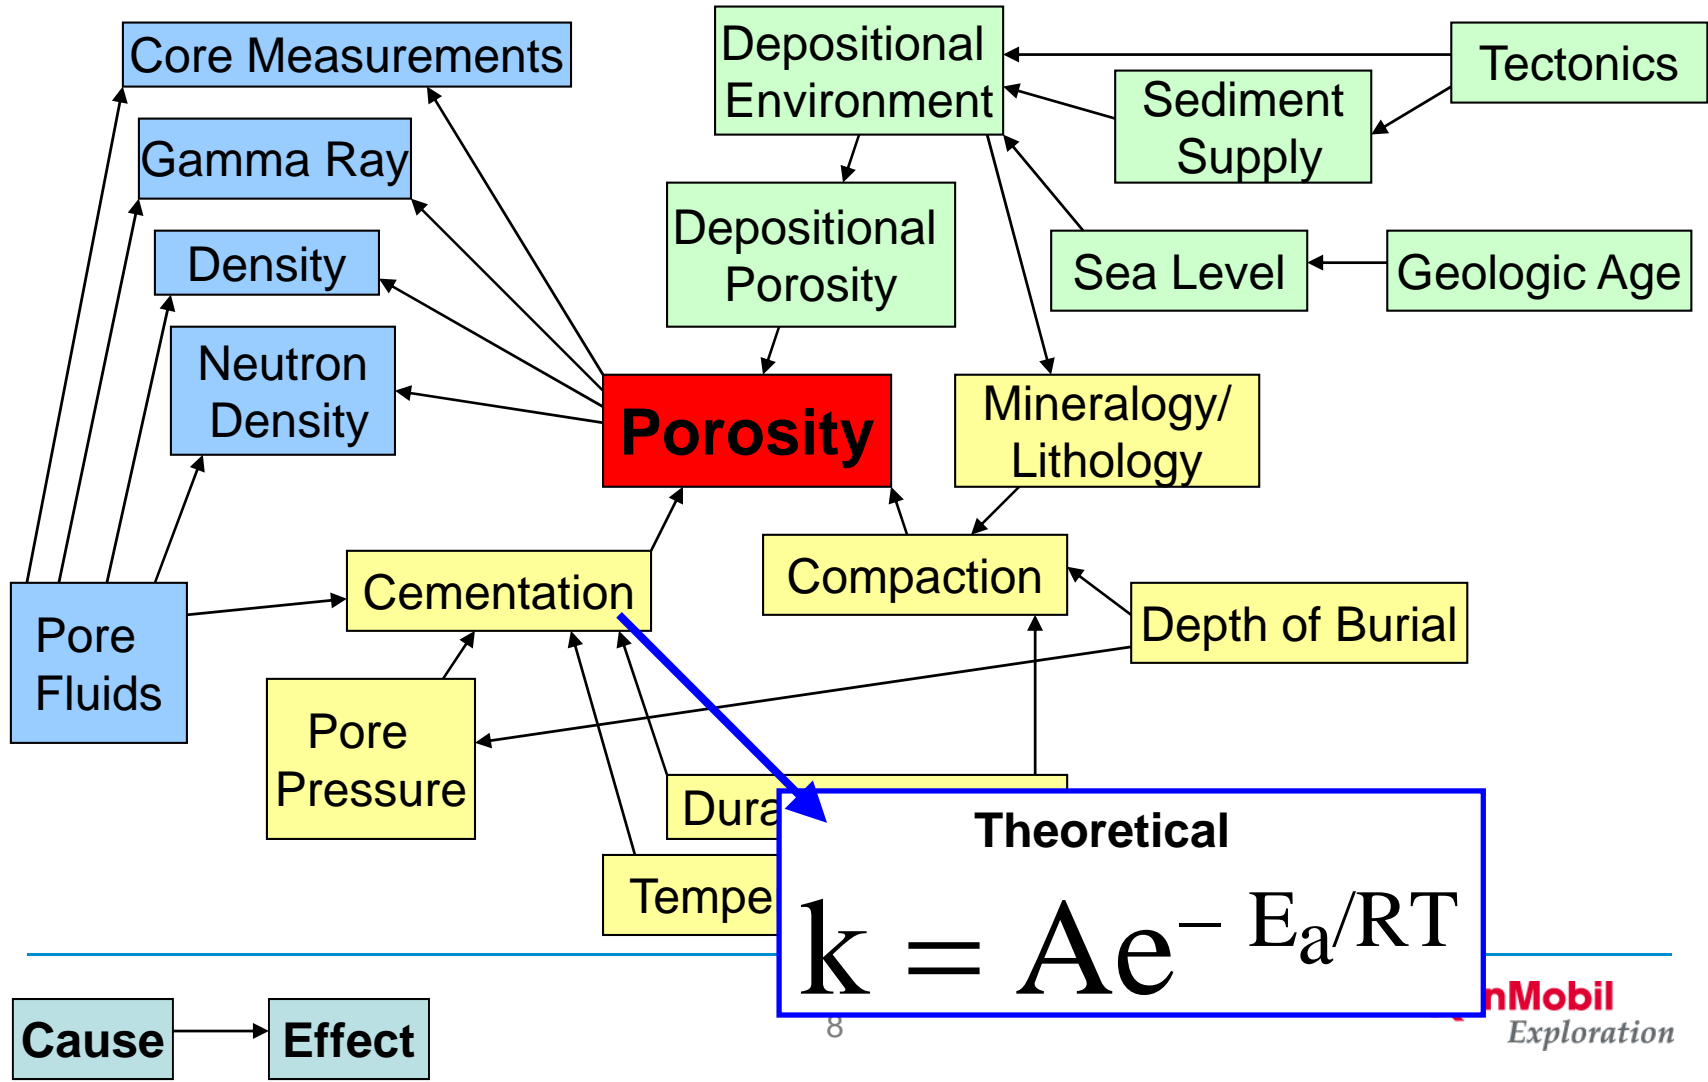 Core Measurements
Depositional
Environment
Tectonics
Sediment
Supply
Gamma Ray
Depositional
Porosity
Density
Sea Level
Geologic Age
Neutron
Density
Porosity
Mineralogy/
Lithology
Cementation
Compaction
Pore
Fluids
Depth of Burial
Pore
Pressure
Dura
Tempe
Theoretical
k = Ae^{– E_a/RT}
Cause
Effect
8
nMobil
Exploration